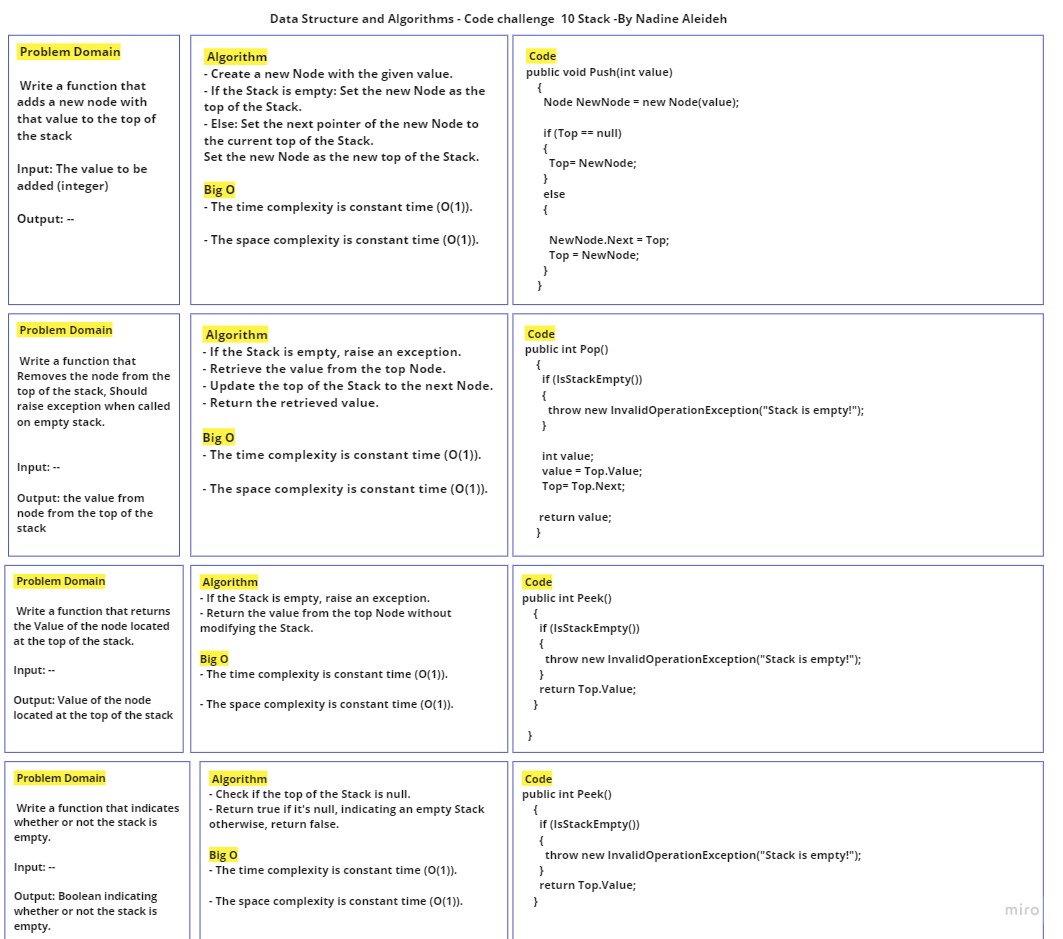 Data Structure and Algorithms - Code challenge  10 Stack -By Nadine Aleideh
Problem Domain
Write a function that
adds a new node with
that value to the top of
the stack
Input: The value to be
added (integer)
Output: --
Algorithm
- Create a new Node with the given value.
- If the Stack is empty: Set the new Node as the
top of the Stack.
- Else: Set the next pointer of the new Node to
the current top of the Stack.
Set the new Node as the new top of the Stack.
Big O
- The time complexity is constant time (O(1)).
- The space complexity is constant time (O(1)).
Code
public void Push(int value)
{
Node NewNode = new Node(value);
if (Top == null)
{
Top= NewNode;
}
else
{
NewNode.Next = Top;
Top = NewNode;
}
}
Problem Domain
Write a function that
Removes the node from the
top of the stack, Should
raise exception when called
on empty stack.
Input: --
Output: the value from
node from the top of the
stack
Algorithm
- If the Stack is empty, raise an exception.
- Retrieve the value from the top Node.
- Update the top of the Stack to the next Node.
- Return the retrieved value.
Big O
- The time complexity is constant time (O(1)).
- The space complexity is constant time (O(1)).
Code
public int Pop()
{
if (IsStackEmpty())
{
throw new InvalidOperationException("Stack is empty!");
}
int value;
value = Top.Value;
Top= Top.Next;
return value;
}
Problem Domain
Write a function that returns
the Value of the node located
at the top of the stack.
Input: --
Output: Value of the node
located at the top of the stack
Algorithm
- If the Stack is empty, raise an exception.
- Return the value from the top Node without
modifying the Stack.
Big O
- The time complexity is constant time (O(1)).
- The space complexity is constant time (O(1)).
Code
public int Peek()
{
if (IsStackEmpty())
{
throw new InvalidOperationException("Stack is empty!");
}
return Top.Value;
}
}
Problem Domain
Write a function that indicates
whether or not the stack is
empty.
Input: --
Output: Boolean indicating
whether or not the stack is
empty.
Algorithm
- Check if the top of the Stack is null.
- Return true if it's null, indicating an empty Stack
otherwise, return false.
Big O
- The time complexity is constant time (O(1)).
- The space complexity is constant time (O(1)).
Code
public int Peek()
{
if (IsStackEmpty())
{
throw new InvalidOperationException("Stack is empty!");
}
return Top.Value;
}
miro